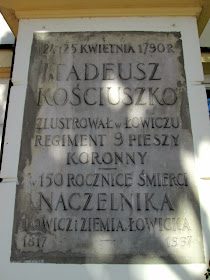 24 i 25 KWIETNIA 1790 R
TADEUSZ
KOŚCIUSZKO
ZLUSTROWAŁ w ŁOWICZU
REGIMENT 9 PIESZY
KORONNY
W 150 ROCZNICE ŚMIERCI
NACZELNIKA
ŁOWICZ i ZIEMIA ŁOWICKA
1817